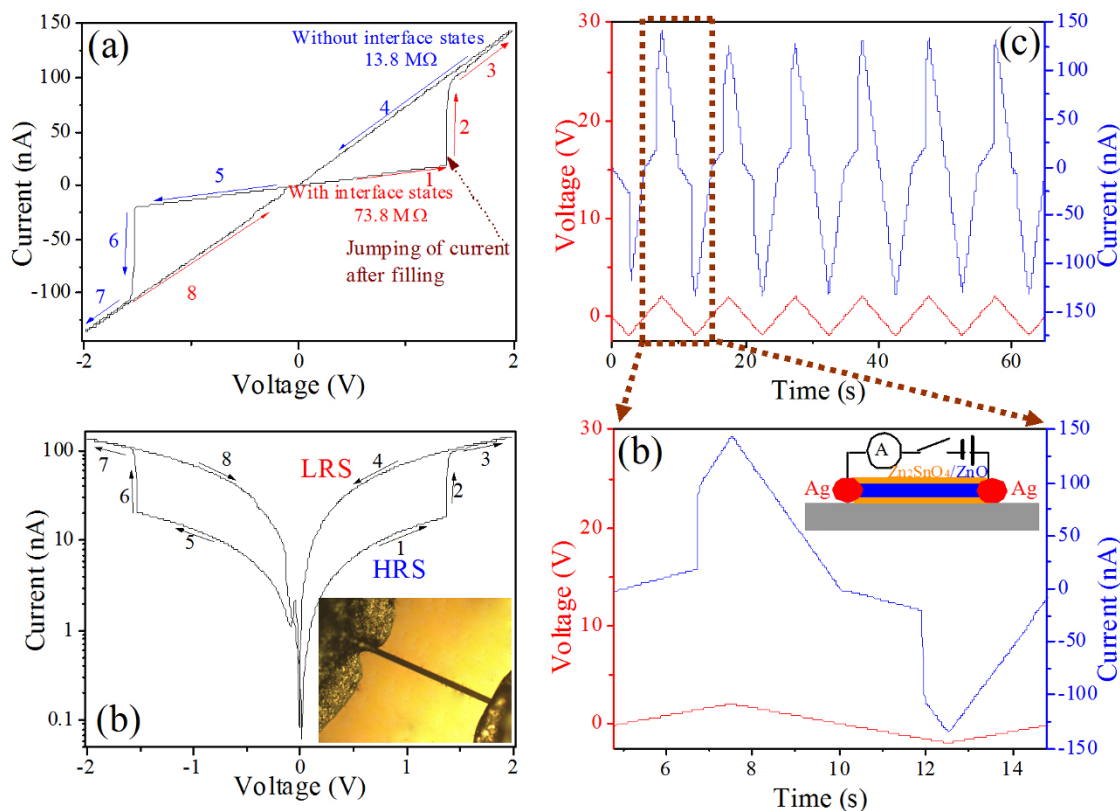 (a)
Without interface states
13.8 MΩ
3
4
2
5
With interface states
73.8 MΩ
1
6
Jumping of current
after filling
7
8
150
100
50
0
-50
-100
Current (nA)
-2
0
2
Voltage (V)
(c)
30
20
10
0
Voltage (V)
150
100
50
0
-50
-100
-150
Current (nA)
0
20
40
60
Time (s)
100
10
1
0.1
Current (nA)
7
8
LRS
4
3
6
2
5
1
HRS
(b)
-2
-1
0
1
2
Voltage (V)
30
20
10
0
Voltage (V)
(b)
A
Zn₂SnO₄/ZnO
Ag
Ag
150
100
50
0
-50
-100
-150
Current (nA)
6
8
10
12
14
Time (s)